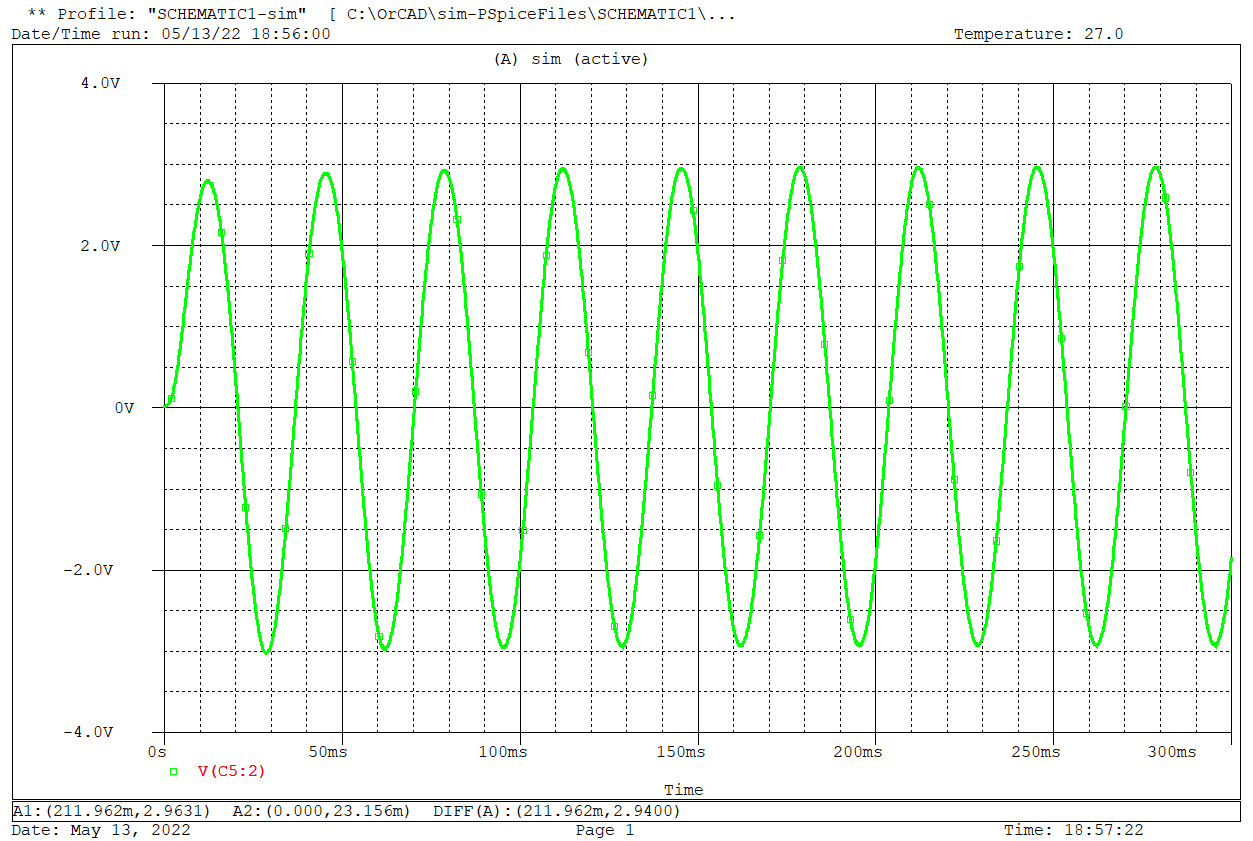 ** Profile: "SCHEMATIC1-sim"  [ C:\OrCAD\sim-PSpiceFiles\SCHEMATIC1\...
Date/Time run: 05/13/22 18:56:00  Temperature: 27.0
(A) sim (active)
4.0V
2.0V
0V
-2.0V
-4.0V
0s 50ms 100ms 150ms 200ms 250ms 300ms
V(C5:2)
Time
A1:(211.962m,2.9631)  A2:(0.000,23.156m)  DIFF(A):(211.962m,2.9400)
Date: May 13, 2022  Page 1  Time: 18:57:22